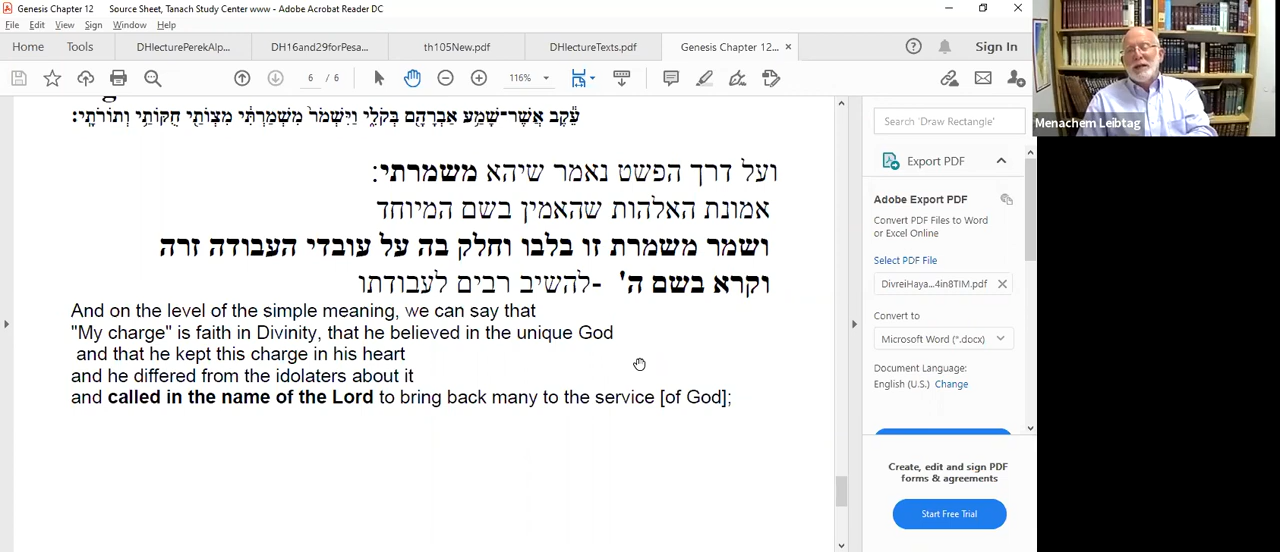 Genesis Chapter 12 Source Sheet, Tanach Study Center www - Adobe Acrobat Reader DC
File Edit View Sign Window Help
Home Tools DHlecturePerekAlp... DH16and29forPesa... th105New.pdf DHlectureTexts.pdf Genesis Chapter 12... × Sign In
6 / 6 116%
עֵ֕קֶב אֲשֶׁר־שָׁמַ֥ע אַבְרָהָ֖ם בְּקֹלִ֑י וַיִּשְׁמֹר֙ מִשְׁמַרְתִּ֔י מִצְוֺתַ֖י חֻקּוֹתַ֥י וְתוֹרֹתָֽי׃
ועל דרך הפשט נאמר שיהא משמרתי:
אמונת האלהות שהאמין בשם המיוחד
ושמר משמרת זו בלבו וחלק בה על עובדי העבודה זרה
וקרא בשם ה' -להשיב רבים לעבודתו
And on the level of the simple meaning, we can say that
"My charge" is faith in Divinity, that he believed in the unique God
and that he kept this charge in his heart
and he differed from the idolaters about it
and called in the name of the Lord to bring back many to the service [of God];
Search 'Draw Rectangle'
Export PDF
Adobe Export PDF
Convert PDF Files to Word
or Excel Online
Select PDF File
DivreiHaya...4in8TIM.pdf
Convert to
Microsoft Word (*.docx)
Document Language:
English (U.S.) Change
Create, edit and sign PDF
forms & agreements
Start Free Trial
Menachem Leibtag